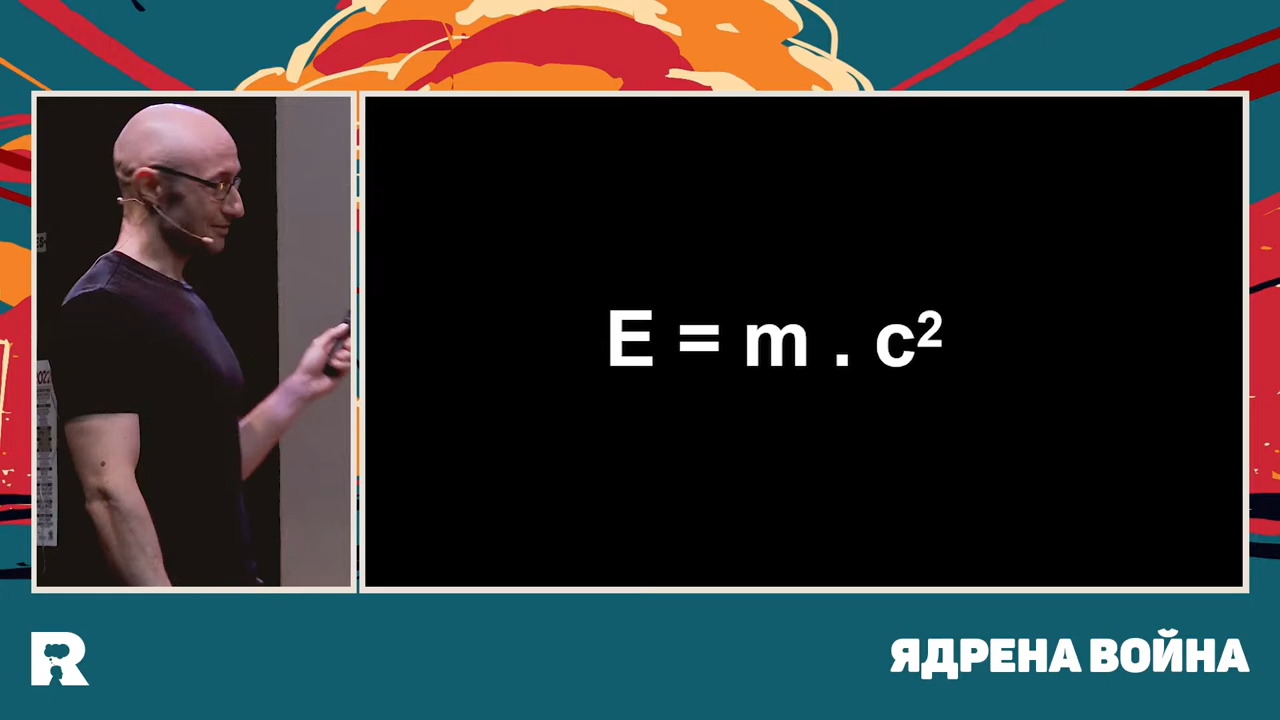 E = m . c²
R
ЯДРЕНА ВОЙНА